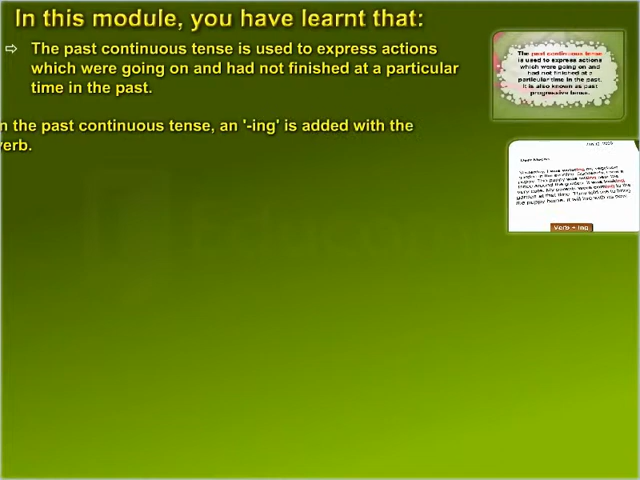 In this module, you have learnt that:
⇨ The past continuous tense is used to express actions
which were going on and had not finished at a particular
time in the past.
n the past continuous tense, an '-ing' is added with the
verb.
The past continuous tense
is used to express actions
which were going on and
had not finished at a
particular time in the past.
It is also known as past
progressive tense.
Verb + ing